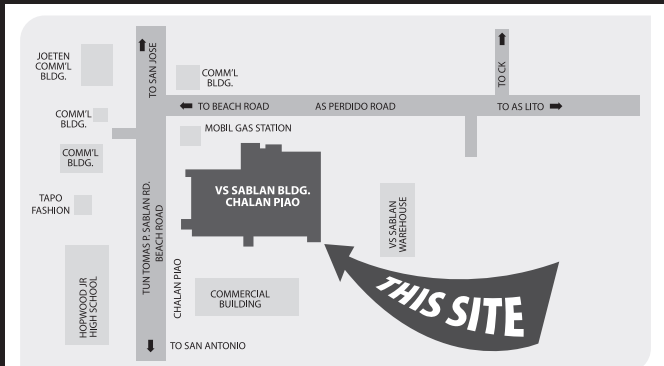 JOETEN
COMM'L
BLDG.
TO SAN JOSE
COMM'L
BLDG.
TO CK
TO BEACH ROAD
AS PERDIDO ROAD
TO AS LITO
COMM'L
BLDG.
MOBIL GAS STATION
COMM'L
BLDG.
VS SABLAN BLDG.
CHALAN PIAO
TAPO
FASHION
TUN TOMAS P. SABLAN RD.
BEACH ROAD
VS SABLAN
WAREHOUSE
HOPWOOD JR
HIGH SCHOOL
CHALAN PIAO
COMMERCIAL
BUILDING
THIS SITE
TO SAN ANTONIO